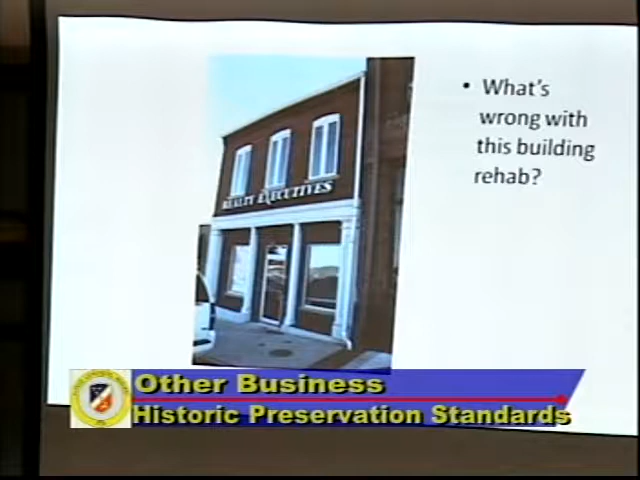 • What's
wrong with
this building
rehab?
REALTY EXECUTIVES
Other Business
Historic Preservation Standards